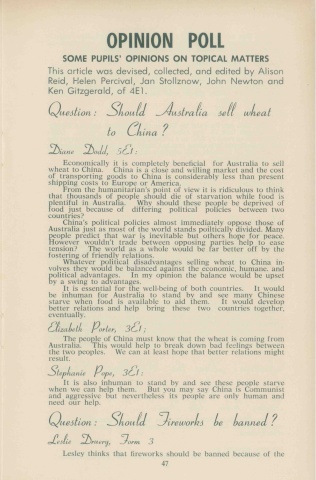 OPINION POLL
SOME PUPILS' OPINIONS ON TOPICAL MATTERS
This article was devised, collected, and edited by Alison
Reid, Helen Percival, Jan Stollznow, John Newton and
Ken Gitzgerald, of 4E1.
Question: Should Australia sell wheat
to China?
Diane Dodd, 5E1:
Economically it is completely beneficial for Australia to sell
wheat to China. China is a close and willing market and the cost
of transporting goods to China is considerably less than present
shipping costs to Europe or America.
From the humanitarian's point of view it is ridiculous to think
that thousands of people should die of starvation while food is
plentiful in Australia. Why should these people be deprived of
food just because of differing political policies between two
countries?
China's political policies almost immediately oppose those of
Australia just as most of the world stands politically divided. Many
people predict that war is inevitable but others hope for peace.
However wouldn't trade between opposing parties help to ease
tension? The world as a whole would be far better off by the
fostering of friendly relations.
Whatever political disadvantages selling wheat to China in-
volves they would be balanced against the economic, humane, and
political advantages. In my opinion the balance would be upset
by a swing to advantages.
It is essential for the well-being of both countries. It would
be inhuman for Australia to stand by and see many Chinese
starve when food is available to aid them. It would develop
better relations and help bring these two countries together,
eventually.
Elizabeth Porter, 3E1;
The people of China must know that the wheat is coming from
Australia. This would help to break down bad feelings between
the two peoples. We can at least hope that better relations might
result.
Stephanie Pope, 3E1:
It is also inhuman to stand by and see these people starve
when we can help them. But you may say China is Communist
and aggressive but nevertheless its people are only human and
need our help.
Question: Should Fireworks be banned?
Leslie Drewry, Form 3
Lesley thinks that fireworks should be banned because of the
47